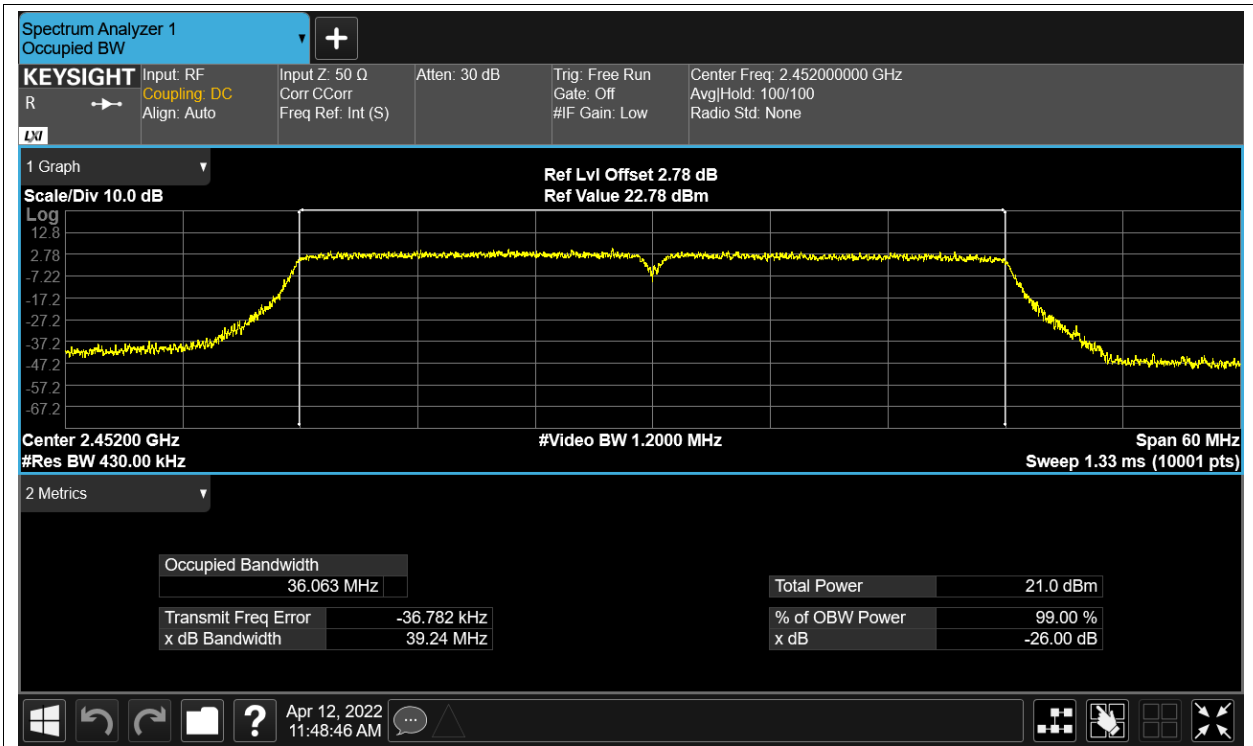 Spectrum Analyzer 1
Occupied BW
KEYSIGHT
R
LXI
Input: RF
Coupling: DC
Align: Auto
Input Z: 50 Ω
Corr CCorr
Freq Ref: Int (S)
Atten: 30 dB
Trig: Free Run
Gate: Off
#IF Gain: Low
Center Freq: 2.452000000 GHz
Avg|Hold: 100/100
Radio Std: None
1 Graph
Scale/Div 10.0 dB
Ref Lvl Offset 2.78 dB
Ref Value 22.78 dBm
Log
12.8
2.78
-7.22
-17.2
-27.2
-37.2
-47.2
-57.2
-67.2
Center 2.45200 GHz
#Video BW 1.2000 MHz
Span 60 MHz
#Res BW 430.00 kHz
Sweep 1.33 ms (10001 pts)
2 Metrics
Occupied Bandwidth
36.063 MHz
Total Power 21.0 dBm
Transmit Freq Error -36.782 kHz
% of OBW Power 99.00 %
x dB Bandwidth 39.24 MHz
x dB -26.00 dB
?
Apr 12, 2022
11:48:46 AM